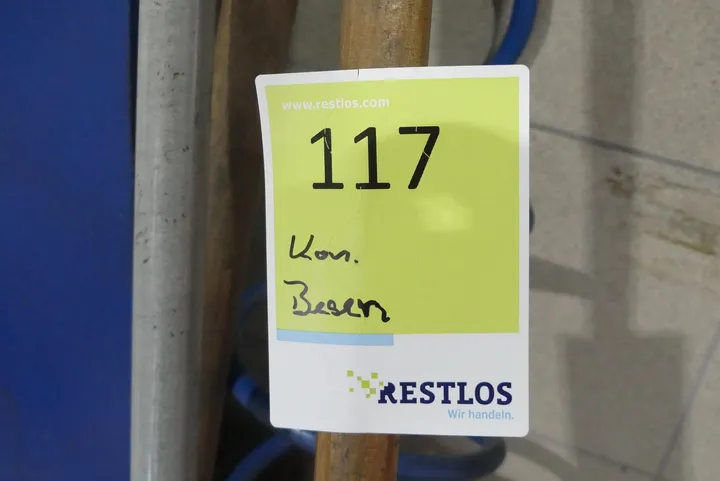 www.restlos.com
117
Kon.
Besen
RESTLOS
Wir handeln.